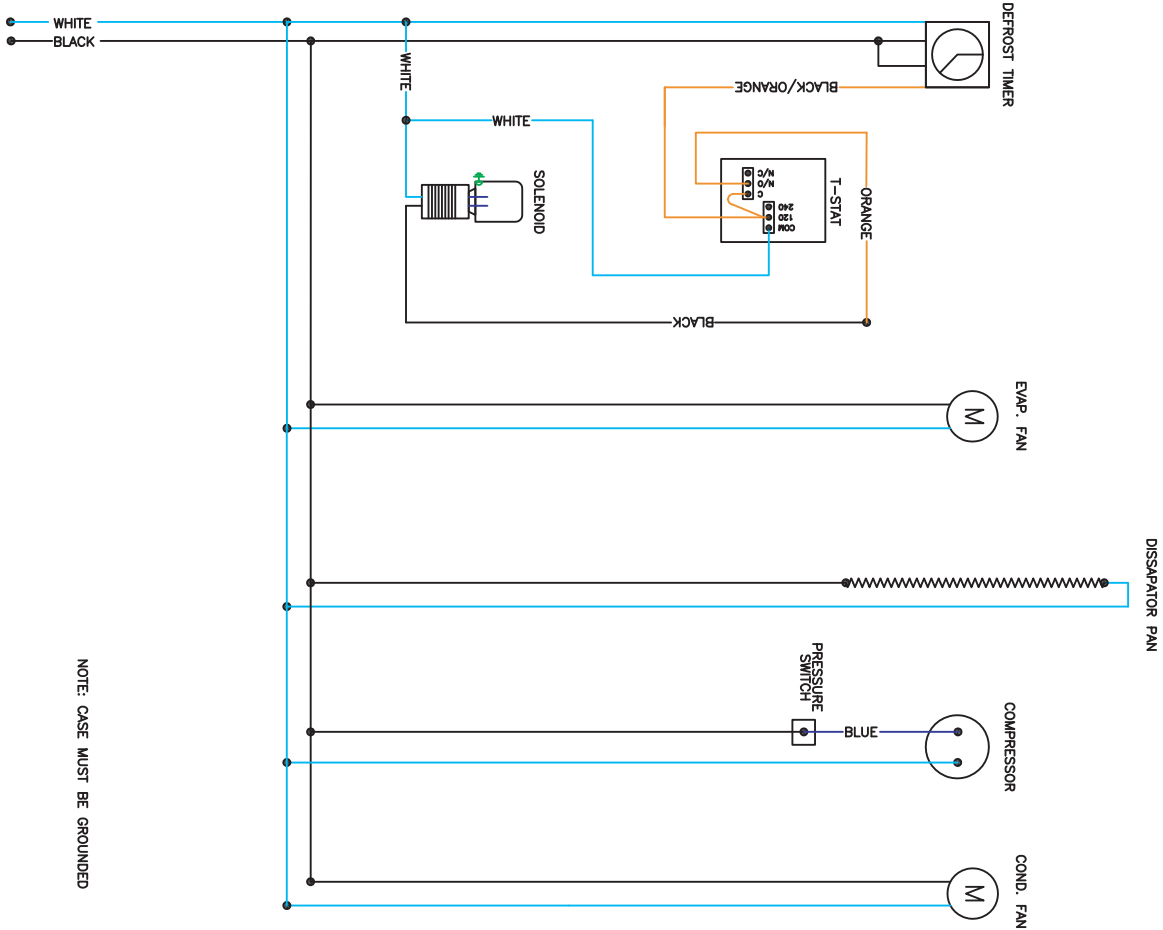 DEFROST TIMER
WHITE
BLACK
WHITE
BLACK/ORANGE
WHITE
SOLENOID
T-STAT
N/C
N/O
C
240
120
COM
ORANGE
BLACK
EVAP. FAN
M
DISSAPATOR PAN
PRESSURE
SWITCH
BLUE
COMPRESSOR
COND. FAN
M
NOTE: CASE MUST BE GROUNDED